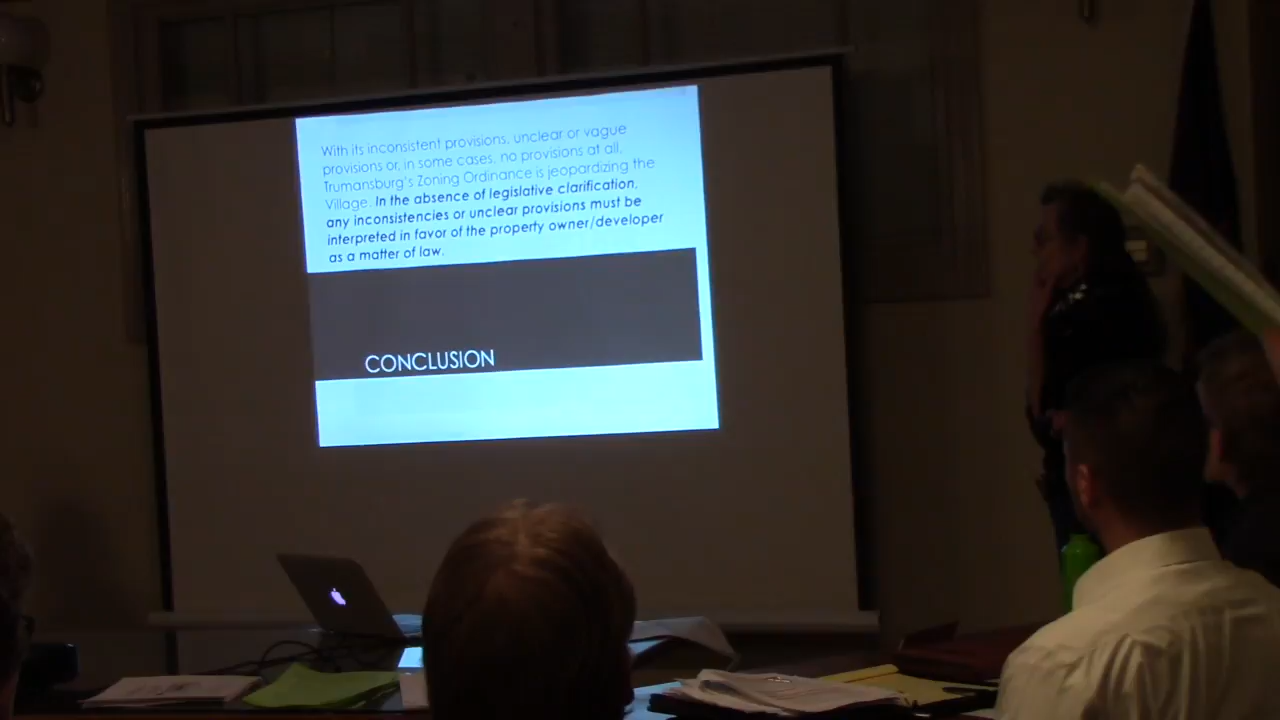 With its inconsistent provisions, unclear or vague
provisions or, in some cases, no provisions at all,
Trumansburg's Zoning Ordinance is jeopardizing the
Village. In the absence of legislative clarification,
any inconsistencies or unclear provisions must be
interpreted in favor of the property owner/developer
as a matter of law.
CONCLUSION